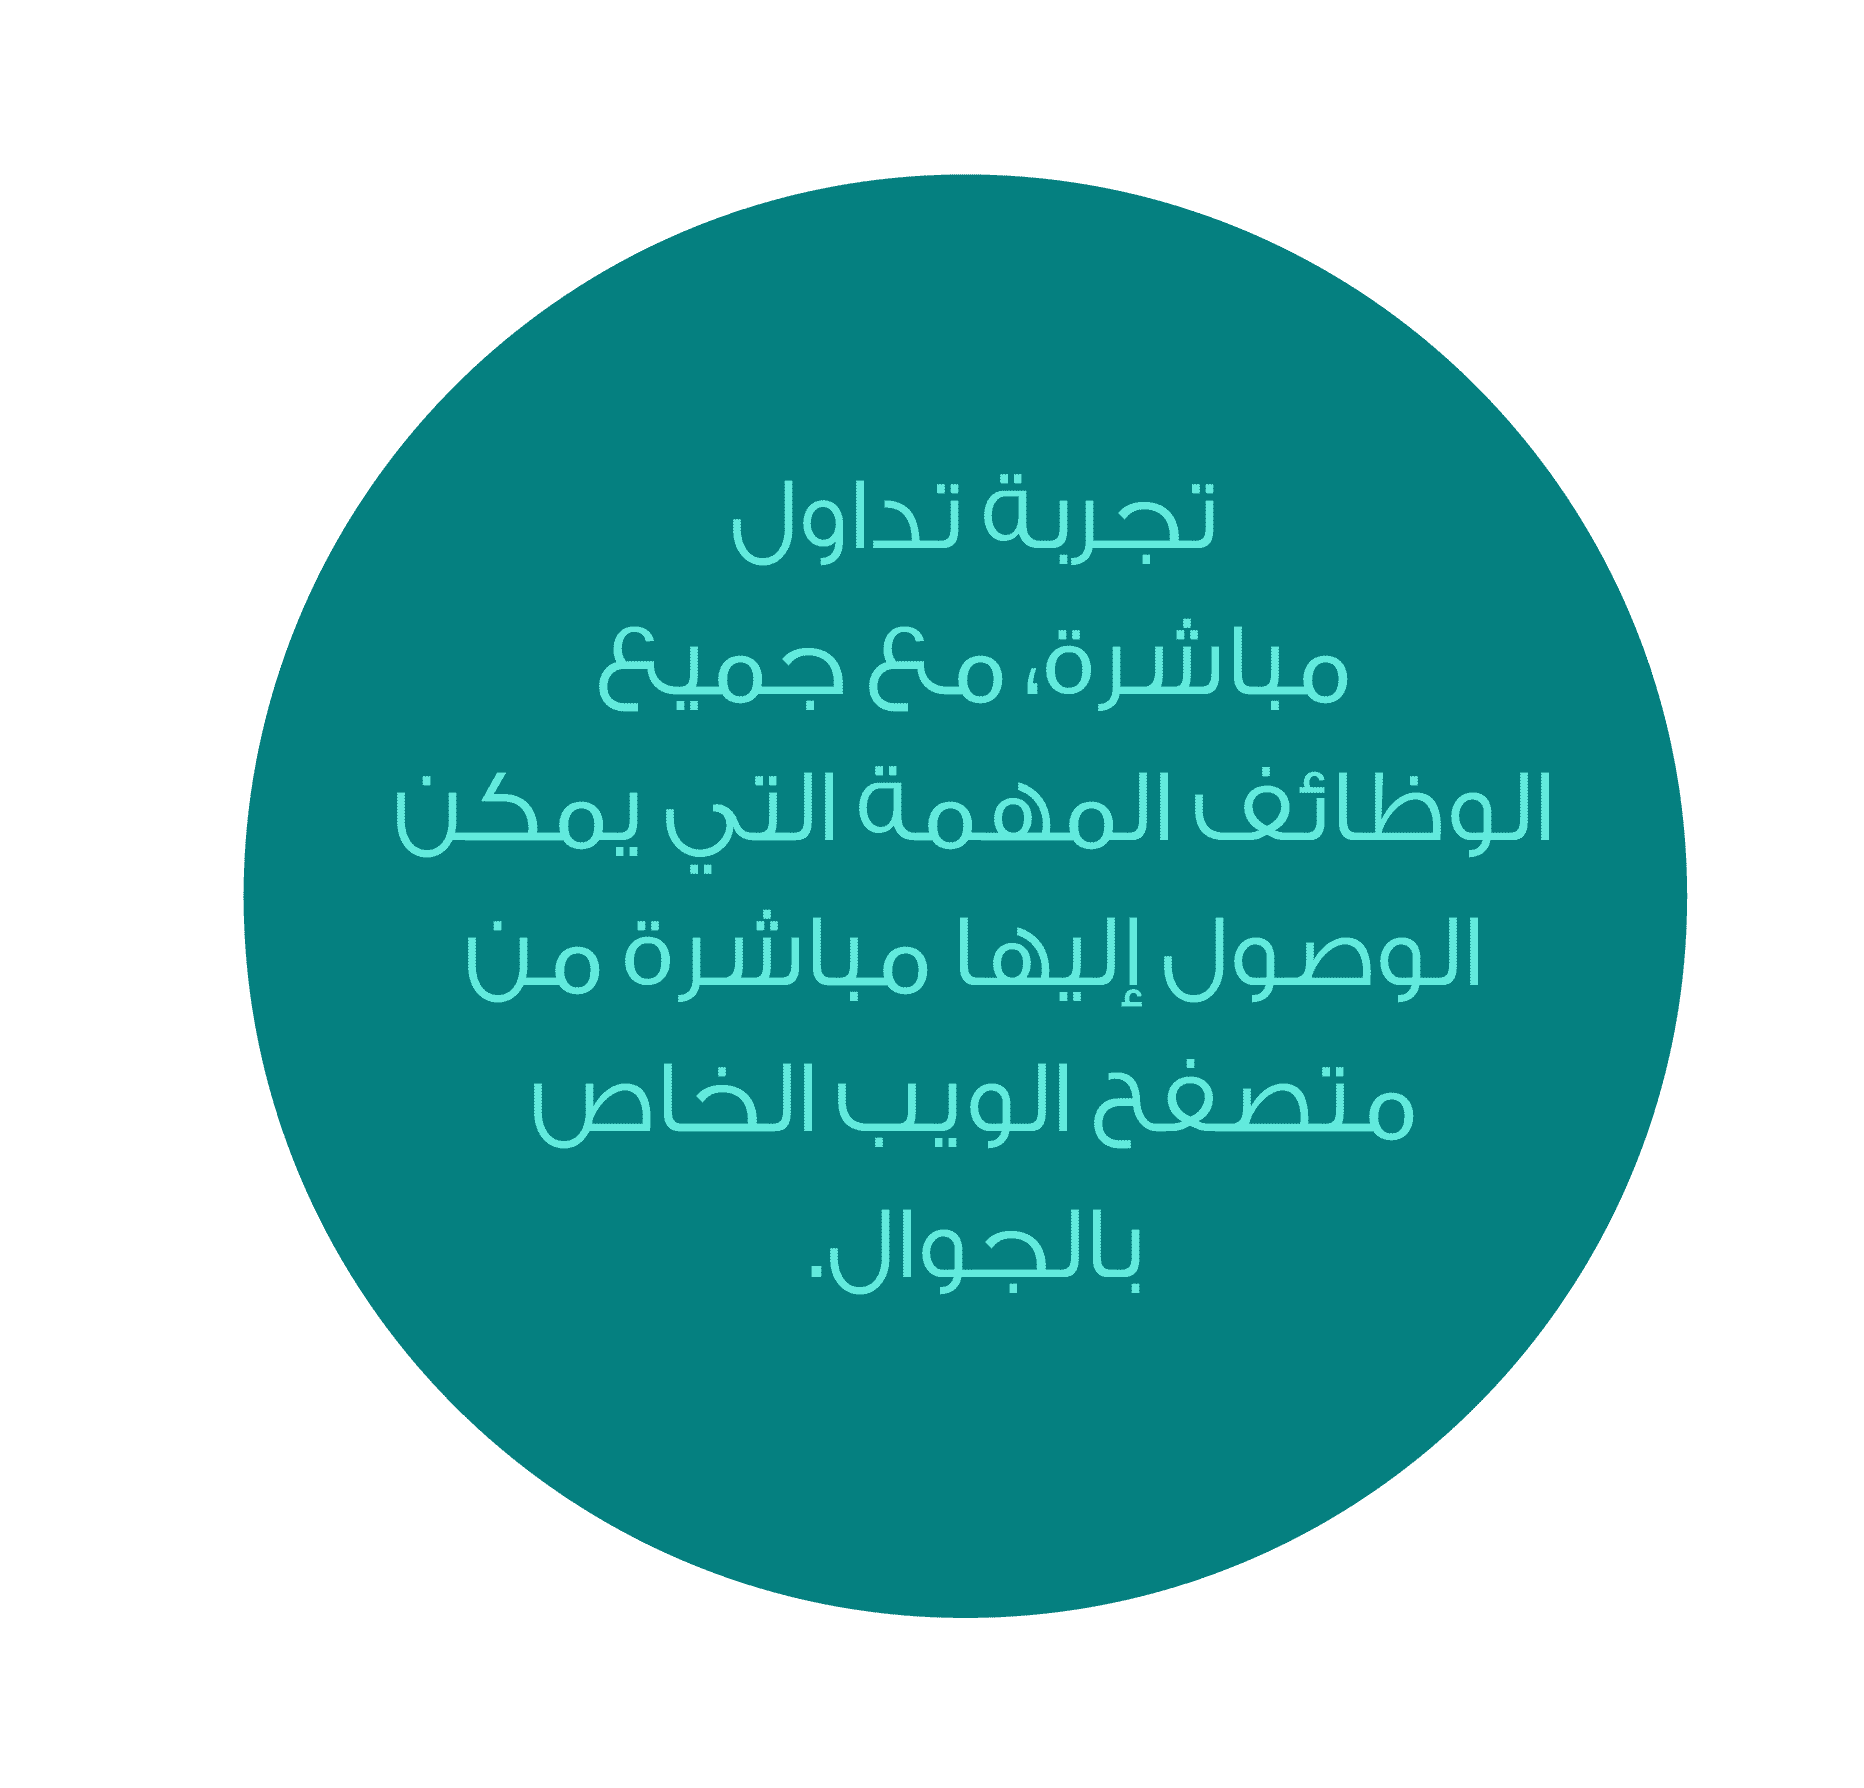 تجربة تداول
مباشرة، مع جميع
الوظائف المهمة التي يمكن
الوصول إليها مباشرة من
متصفح الويب الخاص
بالجوال.